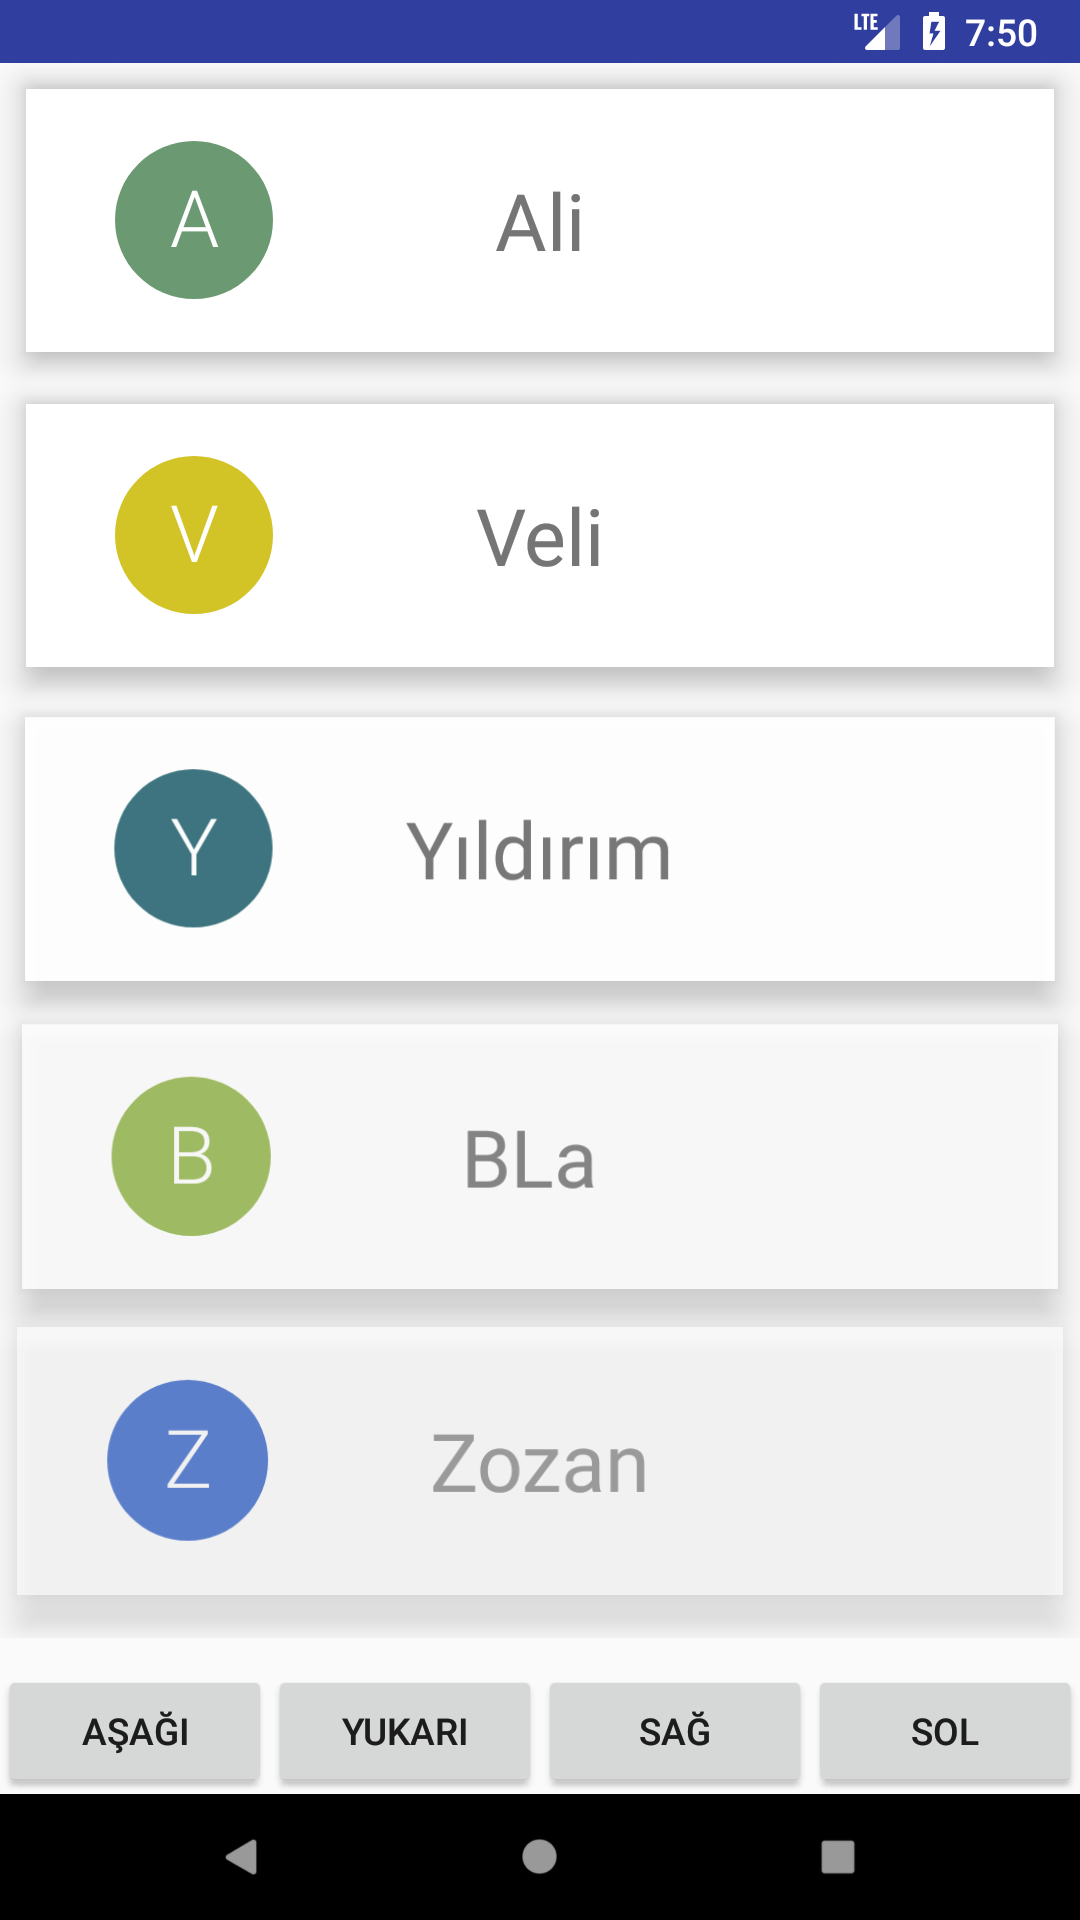 LTE 7:50
A Ali
V Veli
Y Yıldırım
B BLa
Z Zozan
AŞAĞI YUKARI SAĞ SOL